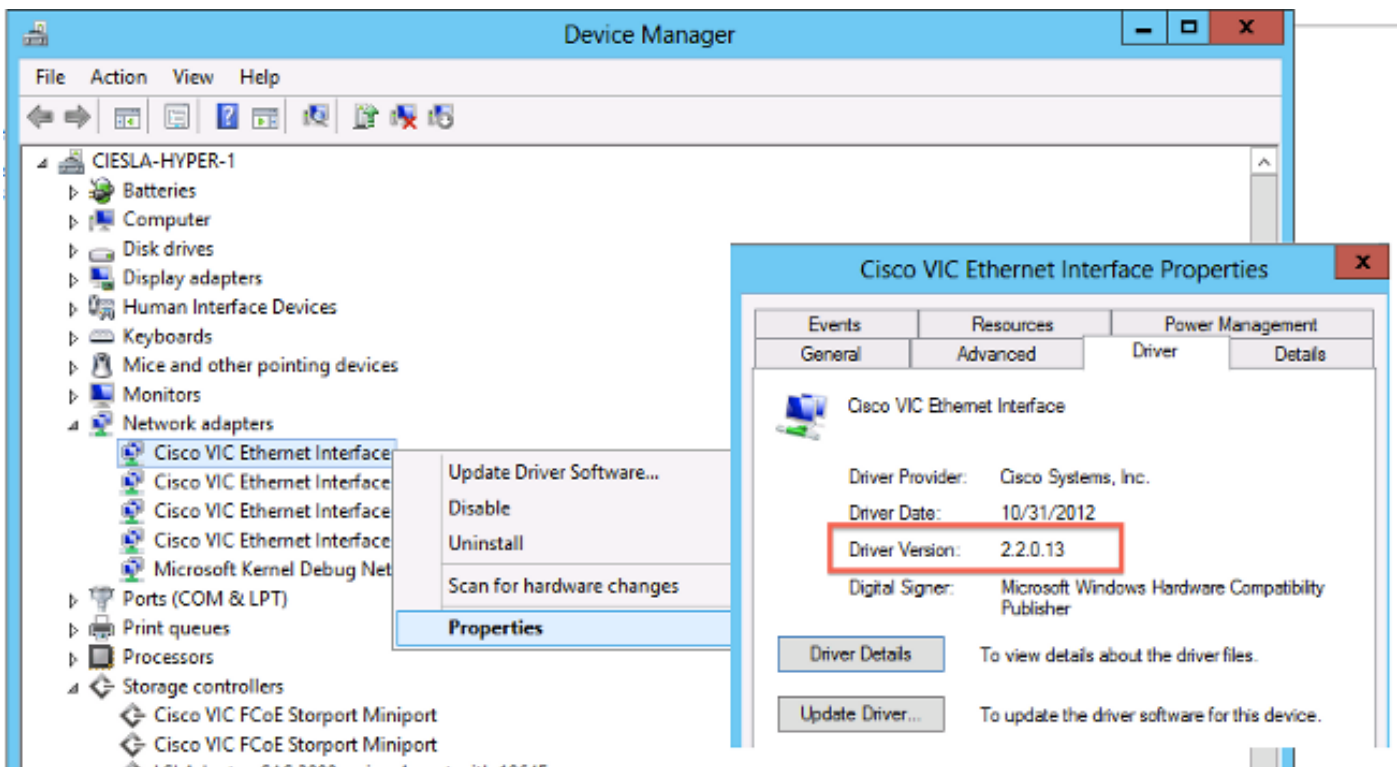 Device Manager
File Action View Help
CIESLA-HYPER-1
Batteries
Computer
Disk drives
Display adapters
Human Interface Devices
Keyboards
Mice and other pointing devices
Monitors
Network adapters
Cisco VIC Ethernet Interface
Cisco VIC Ethernet Interface
Cisco VIC Ethernet Interface
Cisco VIC Ethernet Interface
Microsoft Kernel Debug Net
Ports (COM & LPT)
Print queues
Processors
Storage controllers
Cisco VIC FCoE Storport Miniport
Cisco VIC FCoE Storport Miniport
Update Driver Software...
Disable
Uninstall
Scan for hardware changes
Properties
Cisco VIC Ethernet Interface Properties
Events Resources Power Management
General Advanced Driver Details
Cisco VIC Ethernet Interface
Driver Provider: Cisco Systems, Inc.
Driver Date: 10/31/2012
Driver Version: 2.2.0.13
Digital Signer: Microsoft Windows Hardware Compatibility
Publisher
Driver Details To view details about the driver files.
Update Driver... To update the driver software for this device.